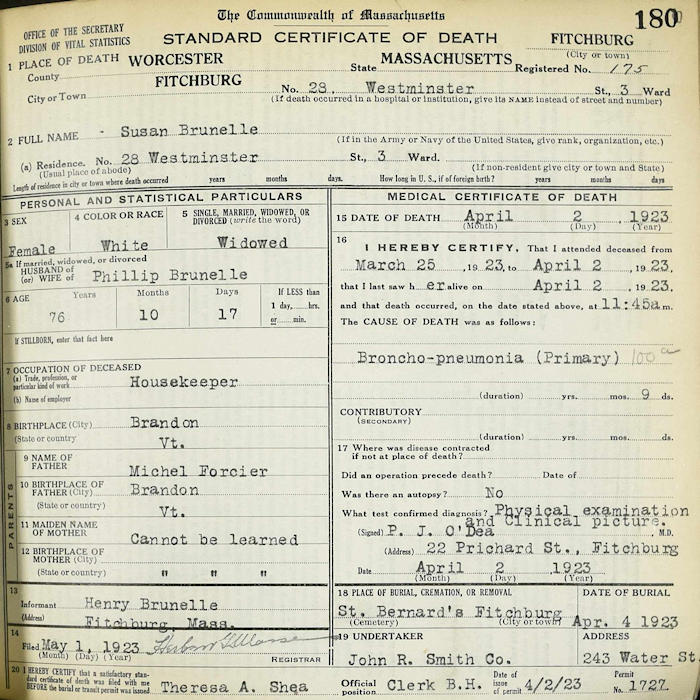 The Commonwealth of Massachusetts
180
OFFICE OF THE SECRETARY
DIVISION OF VITAL STATISTICS
STANDARD CERTIFICATE OF DEATH
FITCHBURG
(City or town)
1 PLACE OF DEATH WORCESTER State MASSACHUSETTS Registered No. 175
County
FITCHBURG
City or Town No. 28, Westminster St., 3 Ward
(If death occurred in a hospital or institution, give its NAME instead of street and number)
2 FULL NAME - Susan Brunelle
(If in the Army or Navy of the United States, give rank, organization, etc.)
(a) Residence. No. 28 Westminster St., 3 Ward.
(Usual place of abode) (If non-resident give city or town and State)
Length of residence in city or town where death occurred years months days. How long in U. S., if of foreign birth? years months days
PERSONAL AND STATISTICAL PARTICULARS
3 SEX 4 COLOR OR RACE 5 SINGLE, MARRIED, WIDOWED, OR DIVORCED (write the word)
Female White Widowed
5a If married, widowed, or divorced
HUSBAND of
(or) WIFE of Phillip Brunelle
6 AGE Years Months Days If LESS than
1 day,....hrs.
or....min.
76 10 17
If STILLBORN, enter that fact here
7 OCCUPATION OF DECEASED
(a) Trade, profession, or
particular kind of work Housekeeper
(b) Name of employer
8 BIRTHPLACE (City) Brandon
(State or country Vt.
PARENTS
9 NAME OF
FATHER Michel Forcier
10 BIRTHPLACE OF
FATHER (City) Brandon
(State or country) Vt.
11 MAIDEN NAME
OF MOTHER Cannot be learned
12 BIRTHPLACE OF
MOTHER (City)
(State or country) " " "
13
Informant Henry Brunelle
(Address) Fitchburg, Mass.
14
Filed May 1, 1923
(Month) (Day) (Year) REGISTRAR
MEDICAL CERTIFICATE OF DEATH
15 DATE OF DEATH April 2 , 1923
(Month) (Day) (Year)
16
I HEREBY CERTIFY, That I attended deceased from
March 25 , 19 23, to April 2 , 19 23,
that I last saw h er alive on April 2 , 19 23,
and that death occurred, on the date stated above, at 11:45a m.
The CAUSE OF DEATH was as follows:
Broncho-pneumonia (Primary) 100a
(duration) yrs. mos. 9 ds.
CONTRIBUTORY
(SECONDARY)
(duration) yrs. mos. ds.
17 Where was disease contracted
if not at place of death?
Did an operation precede death? Date of
Was there an autopsy? No
What test confirmed diagnosis? Physical examination
and Clinical picture.
(Signed) P. J. O'Dea , M.D.
(Address) 22 Prichard St., Fitchburg
Date April 2 ,1923
(Month) (Day) (Year)
18 PLACE OF BURIAL, CREMATION, OR REMOVAL DATE OF BURIAL
St. Bernard's Fitchburg Apr. 4 1923
(Cemetery) (City or town)
19 UNDERTAKER ADDRESS
John R. Smith Co. 243 Water St.
20 I HEREBY CERTIFY that a satisfactory stan-
dard certificate of death was filed with me
BEFORE the burial or transit permit was issued Theresa A. Shea Official position Clerk B.H. Date of issue of permit 4/2/23 Permit No. 1727.